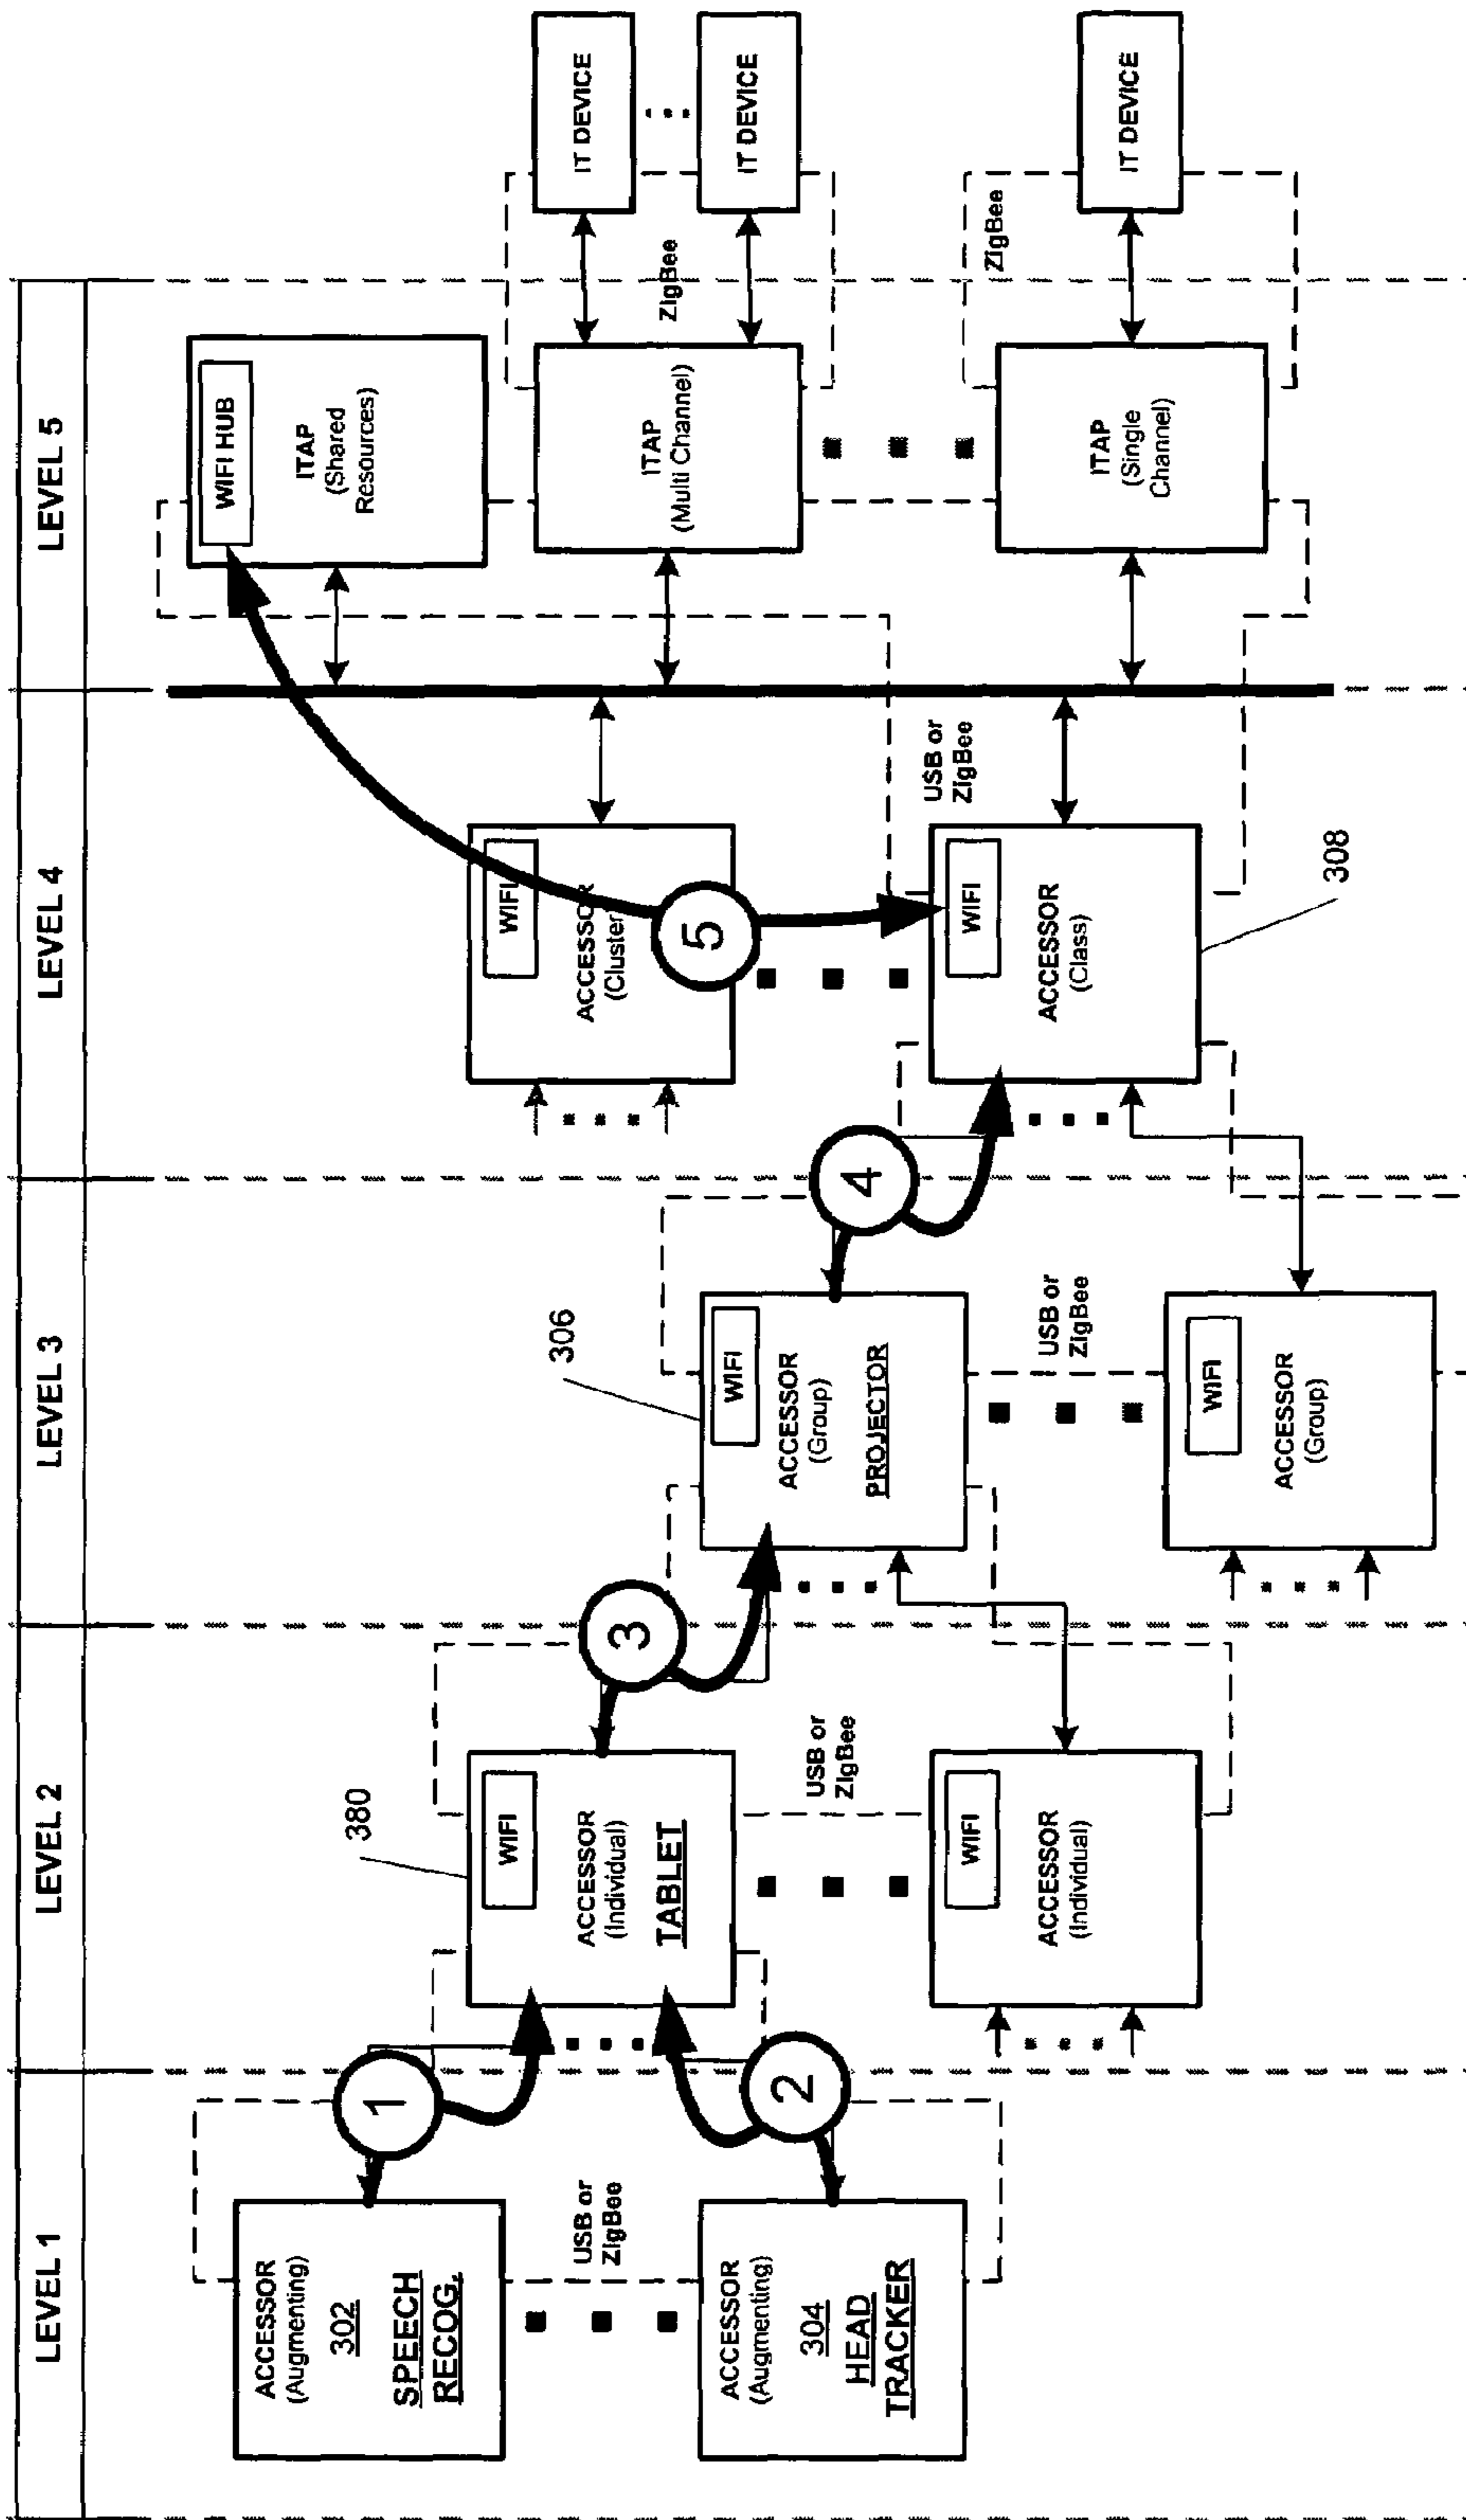 LEVEL 1
LEVEL 2
LEVEL 3
LEVEL 4
LEVEL 5
ACCESSOR
(Augmenting)
302
SPEECH
RECOG.
USB or
ZigBee
ACCESSOR
(Augmenting)
304
HEAD
TRACKER
1
2
380
WIFI
ACCESSOR
(Individual)
TABLET
USB or
ZigBee
WIFI
ACCESSOR
(Individual)
3
306
WIFI
ACCESSOR
(Group)
PROJECTOR
USB or
ZigBee
WIFI
ACCESSOR
(Group)
4
WIFI
ACCESSOR
(Cluster
5
USB or
ZigBee
WIFI
ACCESSOR
(Class)
308
WIFI HUB
ITAP
(Shared
Resources)
ITAP
(Multi Channel)
ITAP
(Single
Channel)
ZigBee
ZigBee
IT DEVICE
IT DEVICE
IT DEVICE